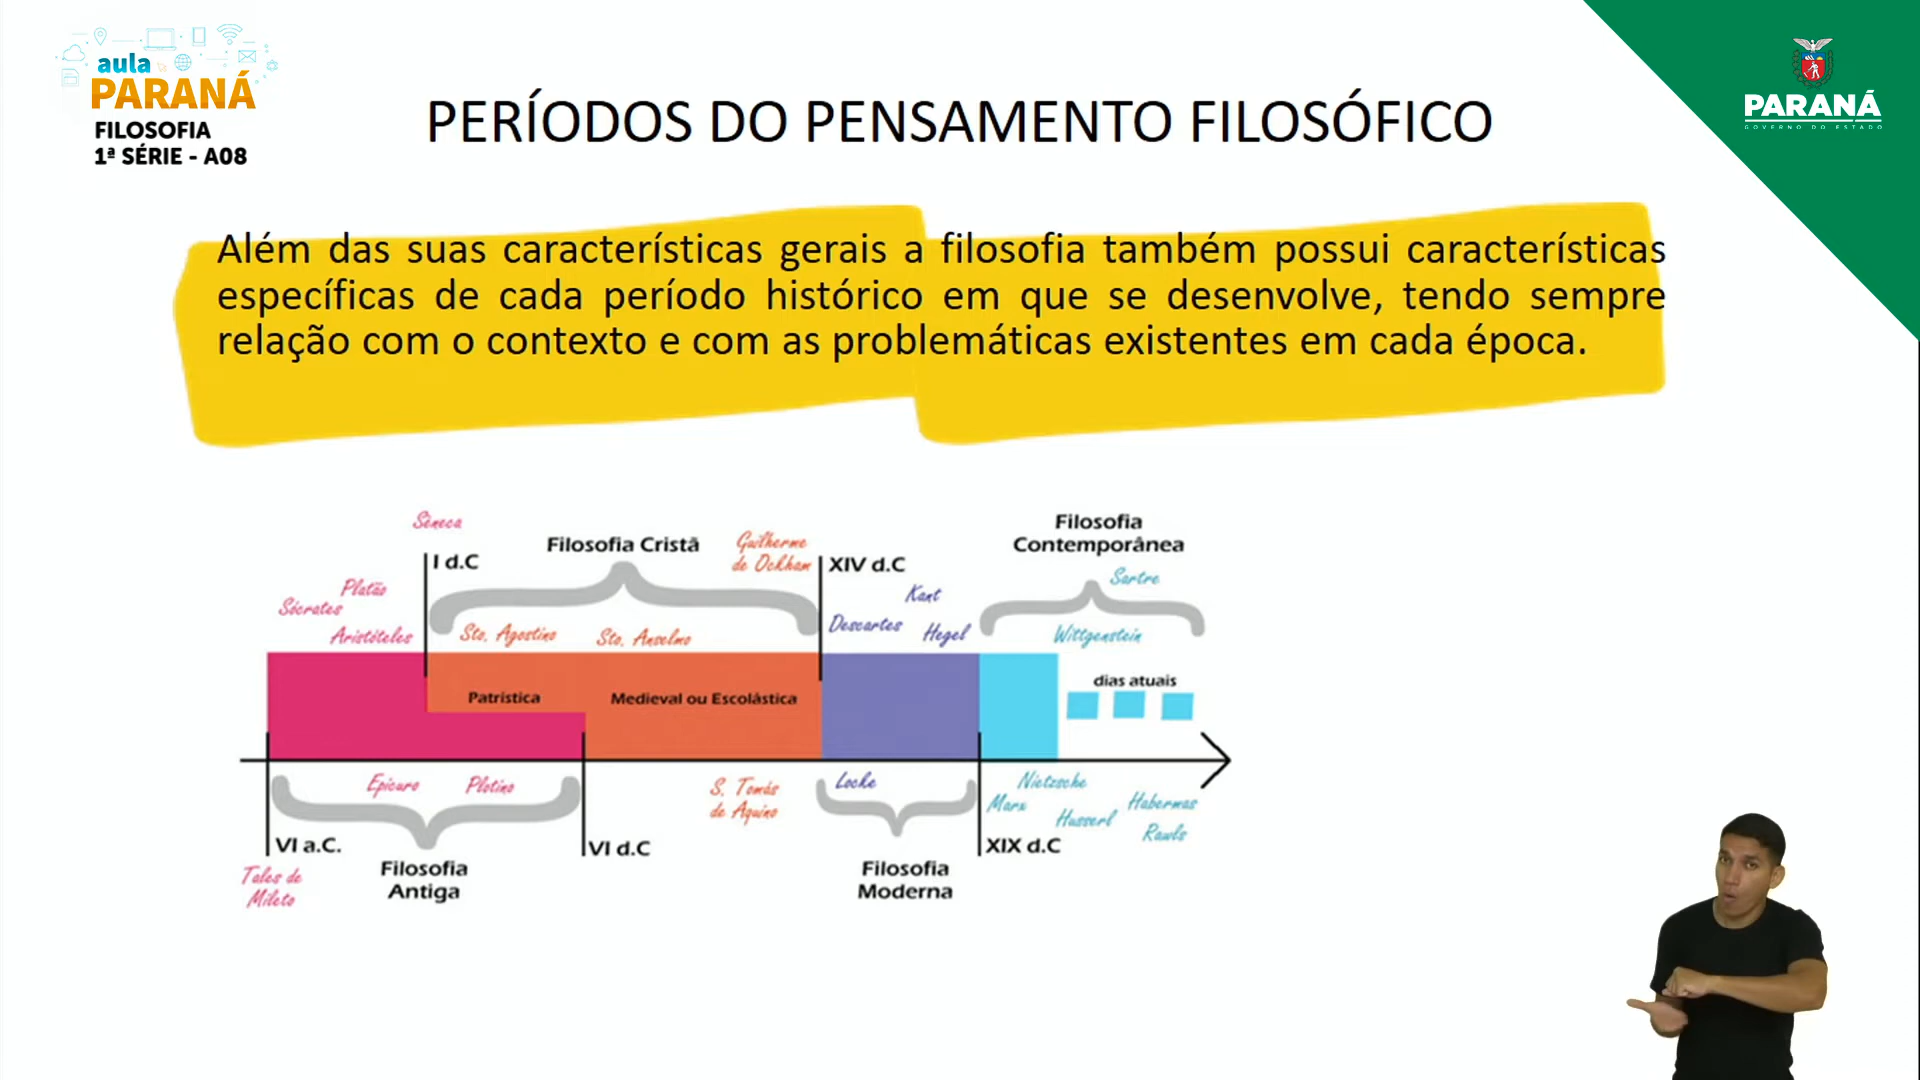 aula
PARANÁ
FILOSOFIA
1ª SÉRIE - A08
PERÍODOS DO PENSAMENTO FILOSÓFICO
PARANÁ
GOVERNO DO ESTADO
Além das suas características gerais a filosofia também possui características
específicas de cada período histórico em que se desenvolve, tendo sempre
relação com o contexto e com as problemáticas existentes em cada época.
Sêneca
I d.C
Filosofia Cristã
Guilherme
de Ockham
XIV d.C
Filosofia
Contemporânea
Sartre
Platão
Sócrates
Aristóteles
Sto. Agostino
Sto. Anselmo
Kant
Descartes
Hegel
Wittgenstein
Patrística
Medieval ou Escolástica
dias atuais
Epicuro
Plotino
S. Tomás
de Aquino
Locke
Nietzsche
Marx
Husserl
Habermas
Rawls
VI a.C.
VI d.C
XIX d.C
Tales de
Mileto
Filosofia
Antiga
Filosofia
Moderna